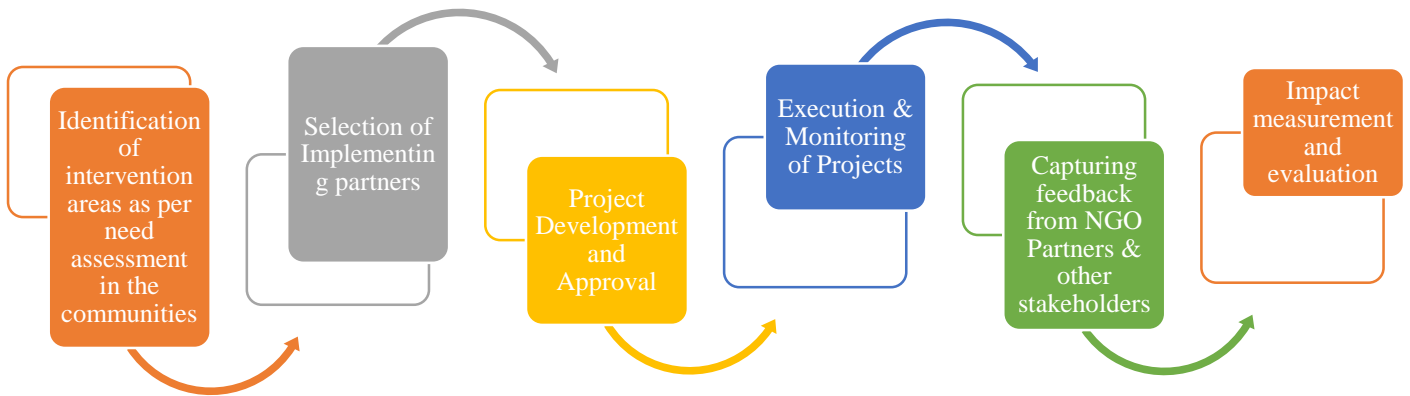 Identification
of
intervention
areas as per
need
assessment
in the
communities
Selection of
Implementin
g partners
Project
Development
and
Approval
Execution &
Monitoring
of Projects
Capturing
feedback
from NGO
Partners &
other
stakeholders
Impact
measurement
and
evaluation